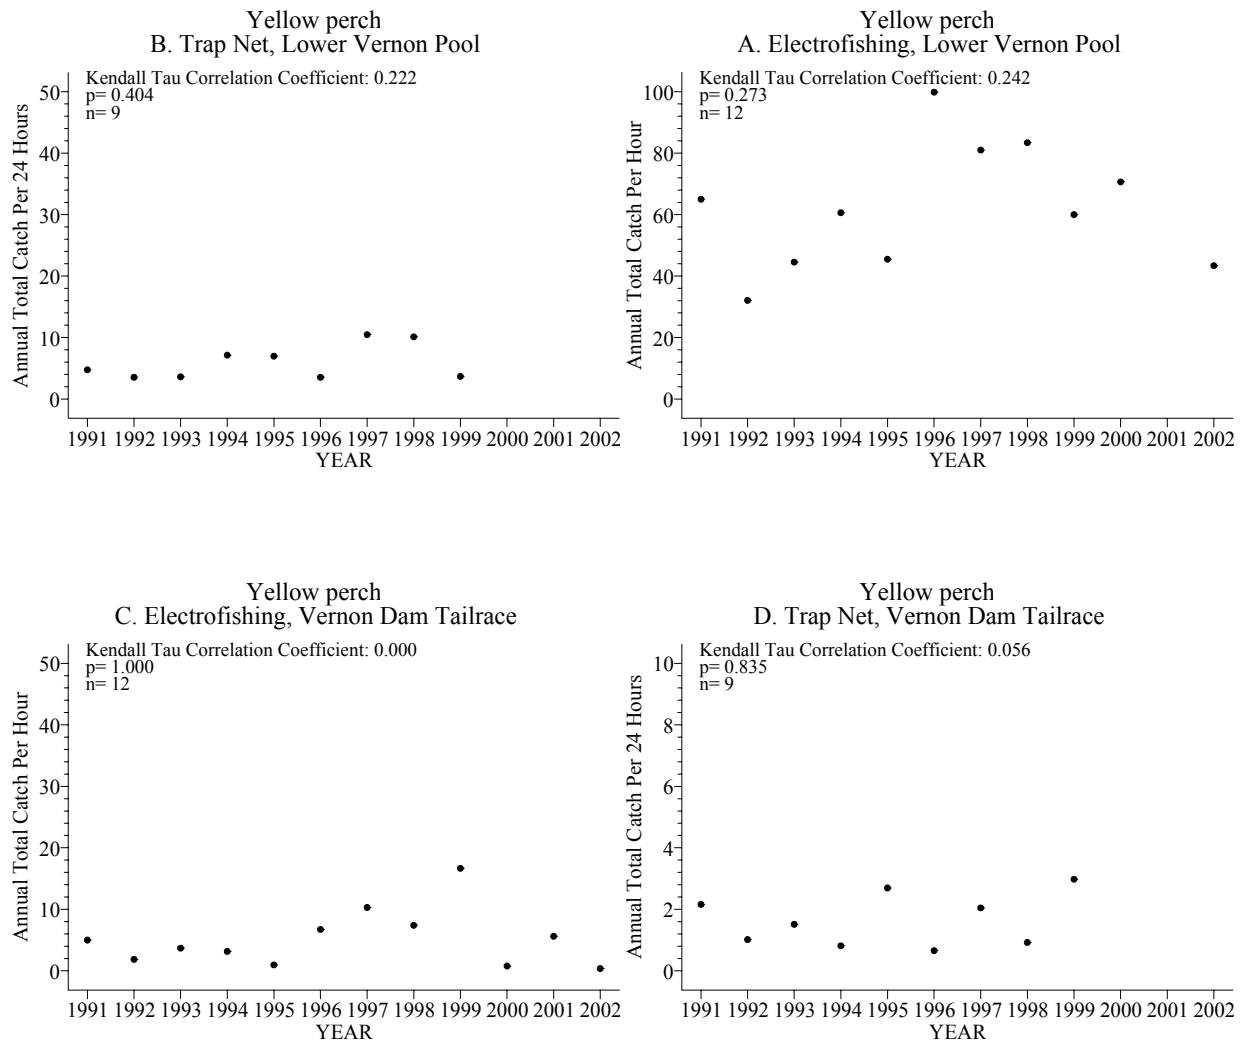 Yellow perch
B. Trap Net, Lower Vernon Pool
Kendall Tau Correlation Coefficient: 0.222
p= 0.404
n= 9
Annual Total Catch Per 24 Hours
50
40
30
20
10
0
1991 1992 1993 1994 1995 1996 1997 1998 1999 2000 2001 2002
YEAR
Yellow perch
A. Electrofishing, Lower Vernon Pool
Kendall Tau Correlation Coefficient: 0.242
p= 0.273
n= 12
Annual Total Catch Per Hour
100
80
60
40
20
0
1991 1992 1993 1994 1995 1996 1997 1998 1999 2000 2001 2002
YEAR
Yellow perch
C. Electrofishing, Vernon Dam Tailrace
Kendall Tau Correlation Coefficient: 0.000
p= 1.000
n= 12
Annual Total Catch Per Hour
50
40
30
20
10
0
1991 1992 1993 1994 1995 1996 1997 1998 1999 2000 2001 2002
YEAR
Yellow perch
D. Trap Net, Vernon Dam Tailrace
Kendall Tau Correlation Coefficient: 0.056
p= 0.835
n= 9
Annual Total Catch Per 24 Hours
10
8
6
4
2
0
1991 1992 1993 1994 1995 1996 1997 1998 1999 2000 2001 2002
YEAR